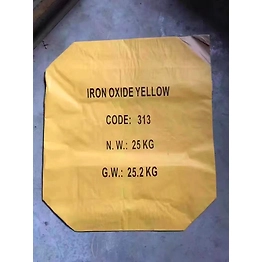 IRON OXIDE YELLOW
CODE: 313
N. W.: 25 KG
G.W.: 25.2 KG